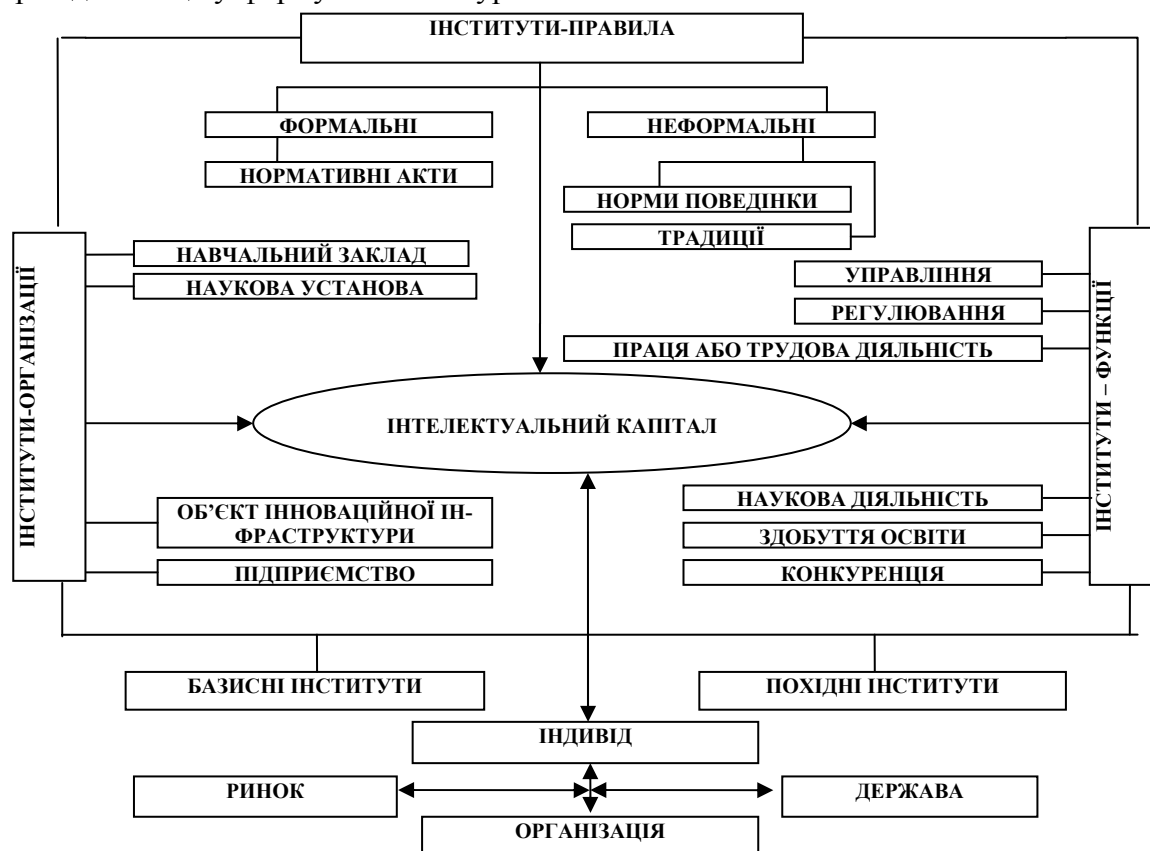 ІНСТИТУТИ-ПРАВИЛА
ФОРМАЛЬНІ
НЕФОРМАЛЬНІ
НОРМАТИВНІ АКТИ
НОРМИ ПОВЕДІНКИ
ТРАДИЦІЇ
ІНСТИТУТИ-ОРГАНІЗАЦІЇ
НАВЧАЛЬНИЙ ЗАКЛАД
НАУКОВА УСТАНОВА
ІНСТИТУТИ – ФУНКЦІЇ
УПРАВЛІННЯ
РЕГУЛЮВАННЯ
ПРАЦЯ АБО ТРУДОВА ДІЯЛЬНІСТЬ
ІНТЕЛЕКТУАЛЬНИЙ КАПІТАЛ
ОБ’ЄКТ ІННОВАЦІЙНОЇ ІН-
ФРАСТРУКТУРИ
ПІДПРИЄМСТВО
НАУКОВА ДІЯЛЬНІСТЬ
ЗДОБУТТЯ ОСВІТИ
КОНКУРЕНЦІЯ
БАЗИСНІ ІНСТИТУТИ
ПОХІДНІ ІНСТИТУТИ
ІНДИВІД
РИНОК
ДЕРЖАВА
ОРГАНІЗАЦІЯ